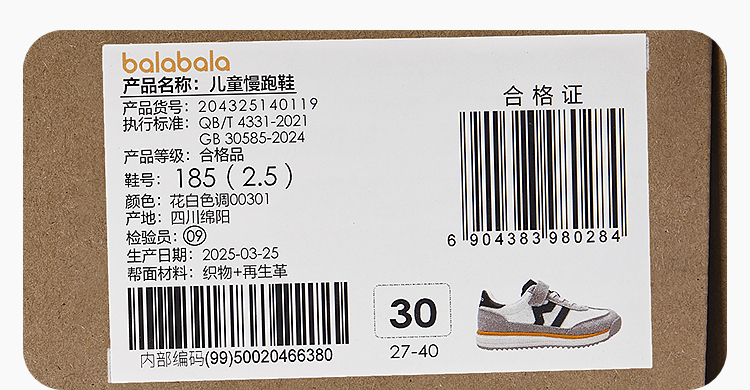 balabala
产品名称：儿童慢跑鞋
产品货号：204325140119
执行标准：QB/T 4331-2021
GB 30585-2024
产品等级：合格品
鞋号：185（2.5）
颜色：花白色调00301
产地：四川绵阳
检验员：09
生产日期：2025-03-25
帮面材料：织物+再生革
内部编码(99)50020466380
合格证
6 904383 980284
30
27-40